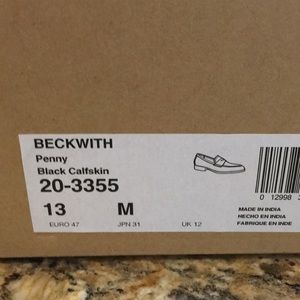 BECKWITH
Penny
Black Calfskin
20-3355
13 M
EURO 47 JPN 31 UK 12
0 12998
MADE IN INDIA
HECHO EN INDIA
FABRIQUE EN INDE